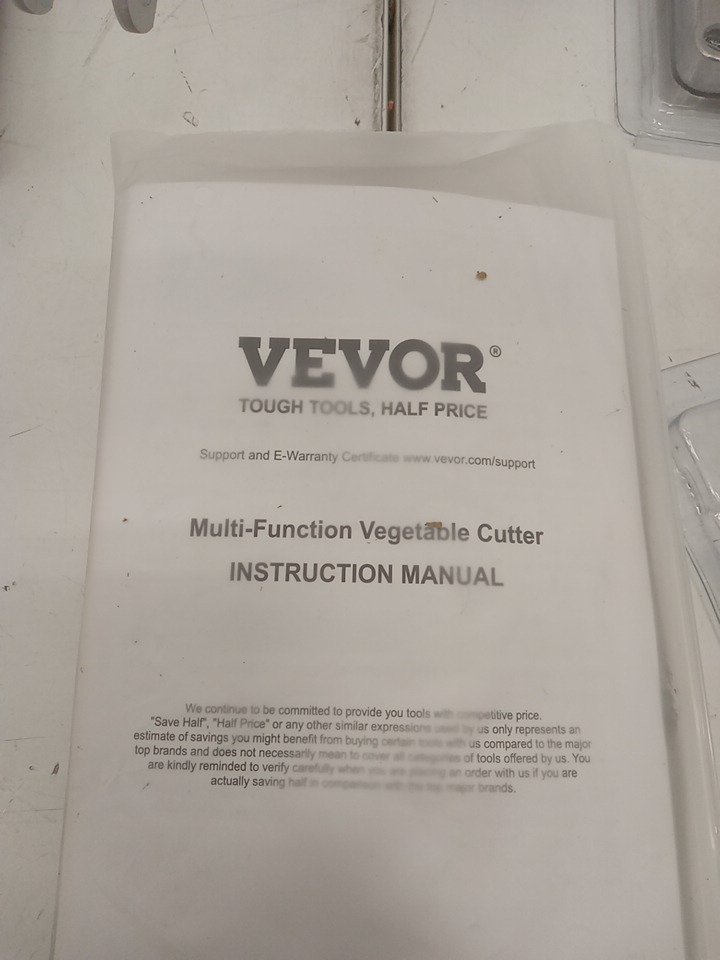 VEVOR®
TOUGH TOOLS, HALF PRICE
Support and E-Warranty Certificate www.vevor.com/support
Multi-Function Vegetable Cutter
INSTRUCTION MANUAL
We continue to be committed to provide you tools with competitive price.
"Save Half", "Half Price" or any other similar expressions used by us only represents an
estimate of savings you might benefit from buying certain tools with us compared to the major
top brands and does not necessarily mean to cover all categories of tools offered by us. You
are kindly reminded to verify carefully when you are placing an order with us if you are
actually saving half in comparison with the top major brands.